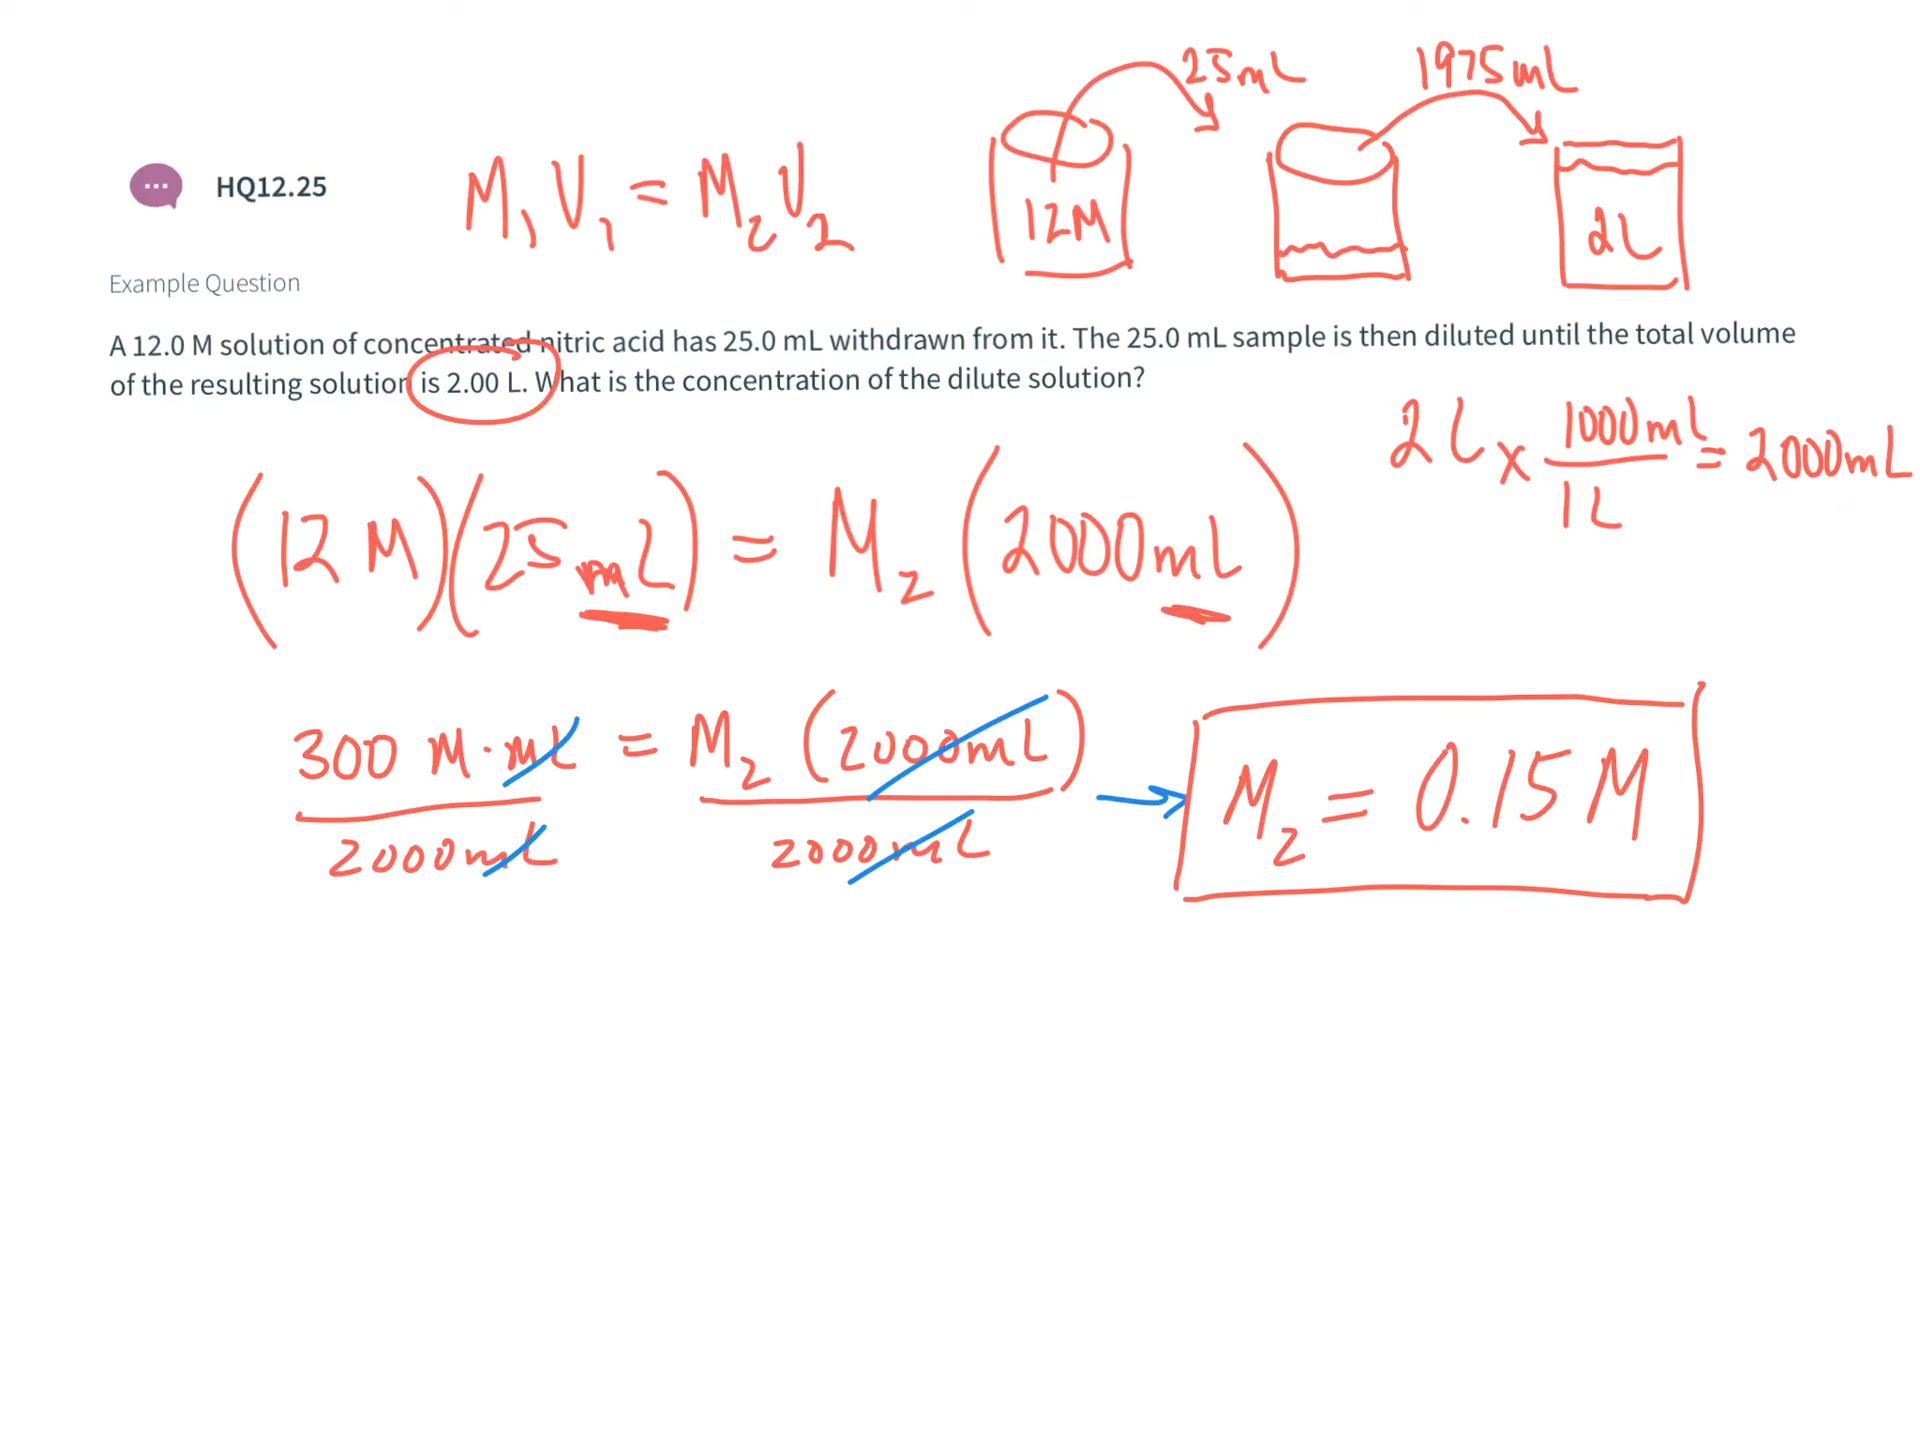 25mL
1975mL
HQ12.25
M₁V₁ = M₂V₂
12M
2L
Example Question
A 12.0 M solution of concentrated nitric acid has 25.0 mL withdrawn from it. The 25.0 mL sample is then diluted until the total volume
of the resulting solution is 2.00 L. What is the concentration of the dilute solution?
2L x 1000mL / 1L = 2000mL
(12 M)(25 mL) = M₂ (2000mL)
300 M · mL / 2000mL = M₂ (2000mL) / 2000mL → M₂ = 0.15 M